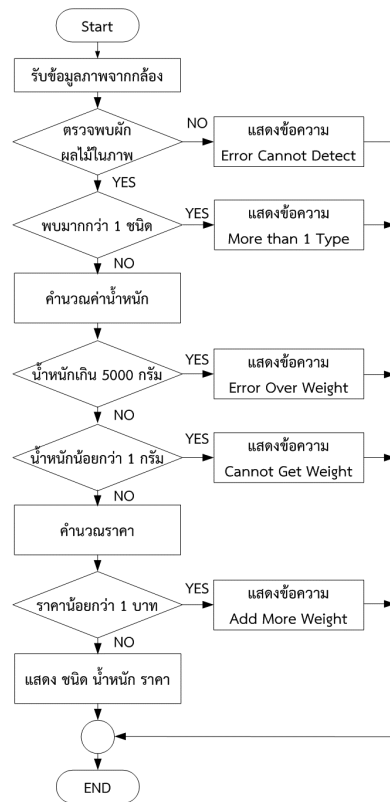 Start
รับข้อมูลภาพจากกล้อง
ตรวจพบผัก
ผลไม้ในภาพ
NO
แสดงข้อความ
Error Cannot Detect
YES
พบมากกว่า 1 ชนิด
YES
แสดงข้อความ
More than 1 Type
NO
คำนวณค่าน้ำหนัก
น้ำหนักเกิน 5000 กรัม
YES
แสดงข้อความ
Error Over Weight
NO
น้ำหนักน้อยกว่า 1 กรัม
YES
แสดงข้อความ
Cannot Get Weight
NO
คำนวณราคา
ราคาน้อยกว่า 1 บาท
YES
แสดงข้อความ
Add More Weight
NO
แสดง ชนิด น้ำหนัก ราคา
END